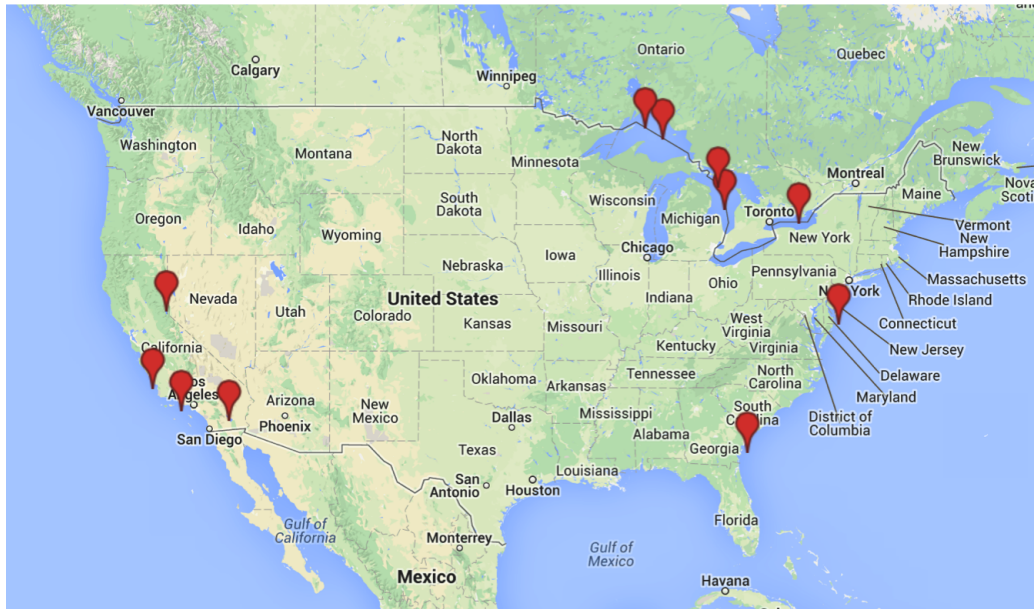 an
Ontario
Quebec
Calgary
Winnipeg
Vancouver
Washington
North
Dakota
Montana
Minnesota
New
Brunswick
Montreal
Maine
Nova
Scoti
South
Dakota
Wisconsin
Michigan
Toronto
Oregon
Idaho
Wyoming
Vermont
New
Hampshire
New York
Chicago
Iowa
Nebraska
Illinois
Ohio
Pennsylvania
Massachusetts
Rhode Island
Connecticut
New Jersey
Delaware
Maryland
District of
Columbia
Nevada
United States
Utah
Colorado
Kansas
Missouri
Indiana
West
Virginia
Virginia
Kentucky
California
Los
Angeles
San Diego
Arizona
Phoenix
New
Mexico
Oklahoma
Arkansas
Tennessee
North
Carolina
South
Carolina
Dallas
Texas
Mississippi
Alabama
Georgia
Louisiana
San
Antonio
Houston
Florida
Gulf of
California
Monterrey
Gulf of
Mexico
Mexico
Havana